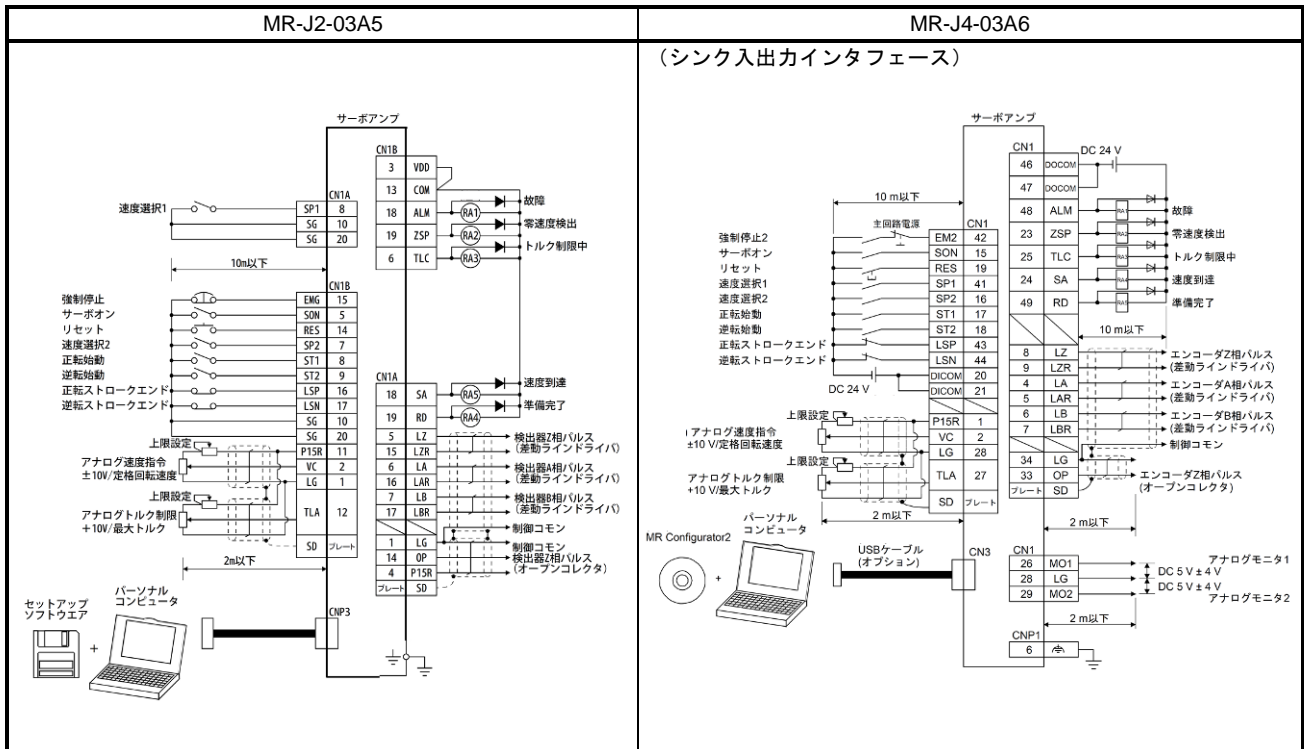 MR-J2-03A5
サーボアンプ
CN1B
3 VDD
13 COM
18 ALM RA1 故障
19 ZSP RA2 零速度検出
6 TLC RA3 トルク制限中
CN1A
速度選択1 SP1 8
SG 10
SG 20
10m以下
CN1B
強制停止 EMG 15
サーボオン SON 5
リセット RES 14
速度選択2 SP2 7
正転始動 ST1 8
逆転始動 ST2 9
正転ストロークエンド LSP 16
逆転ストロークエンド LSN 17
SG 10
SG 20
上限設定 P15R 11
アナログ速度指令
±10V/定格回転速度
VC 2
LG 1
上限設定
アナログトルク制限
+10V/最大トルク
TLA 12
SD プレート
2m以下
CN1A
18 SA RA5 速度到達
19 RD RA4 準備完了
5 LZ 検出器Z相パルス
15 LZR (差動ラインドライバ)
6 LA 検出器A相パルス
16 LAR (差動ラインドライバ)
7 LB 検出器B相パルス
17 LBR (差動ラインドライバ)
制御コモン
1 LG 制御コモン
14 OP 検出器Z相パルス
4 P15R (オープンコレクタ)
プレート SD
CNP3
セットアップ
ソフトウエア
+
パーソナル
コンピュータ
MR-J4-03A6
(シンク入出力インタフェース)
サーボアンプ
CN1
DC 24 V
46 DOCOM
47 DOCOM
48 ALM RA1 故障
23 ZSP RA2 零速度検出
25 TLC RA3 トルク制限中
24 SA RA4 速度到達
49 RD RA5 準備完了
10 m以下
10 m以下
主回路電源
CN1
強制停止2 EM2 42
サーボオン SON 15
リセット RES 19
速度選択1 SP1 41
速度選択2 SP2 16
正転始動 ST1 17
逆転始動 ST2 18
正転ストロークエンド LSP 43
逆転ストロークエンド LSN 44
DICOM 20
DC 24 V
DICOM 21
上限設定 P15R 1
アナログ速度指令
±10 V/定格回転速度
VC 2
LG 28
上限設定
アナログトルク制限
+10 V/最大トルク
TLA 27
SD プレート
2 m以下
8 LZ エンコーダZ相パルス
9 LZR (差動ラインドライバ)
4 LA エンコーダA相パルス
5 LAR (差動ラインドライバ)
6 LB エンコーダB相パルス
7 LBR (差動ラインドライバ)
制御コモン
34 LG
33 OP エンコーダZ相パルス
(オープンコレクタ)
プレート SD
2 m以下
MR Configurator2
+
パーソナル
コンピュータ
USBケーブル
(オプション)
CN3
CN1
26 MO1 アナログモニタ1
DC 5 V ± 4 V
28 LG
DC 5 V ± 4 V
29 MO2 アナログモニタ2
2 m以下
CNP1
6